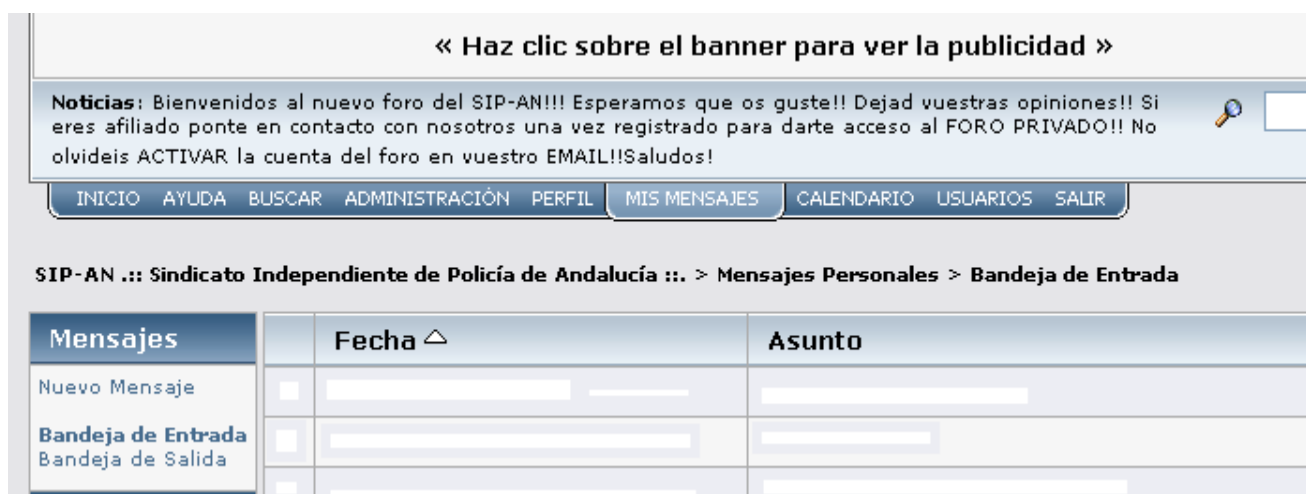 « Haz clic sobre el banner para ver la publicidad »
Noticias: Bienvenidos al nuevo foro del SIP-AN!!! Esperamos que os guste!! Dejad vuestras opiniones!! Si
eres afiliado ponte en contacto con nosotros una vez registrado para darte acceso al FORO PRIVADO!! No
olvideis ACTIVAR la cuenta del foro en vuestro EMAIL!!Saludos!
INICIO AYUDA BUSCAR ADMINISTRACIÓN PERFIL MIS MENSAJES CALENDARIO USUARIOS SALIR
SIP-AN .:: Sindicato Independiente de Policía de Andalucía ::. > Mensajes Personales > Bandeja de Entrada
Mensajes Fecha Asunto
Nuevo Mensaje
Bandeja de Entrada
Bandeja de Salida